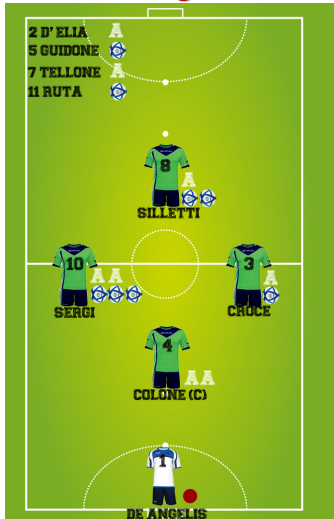 2 D' ELIA A
5 GUIDONE
7 TELLONE A
11 RUTA
8
A
SILLETTI
10 A A
SERGI
3
A
CROCE
4
AA
COLONE (C)
1
DE ANGELIS